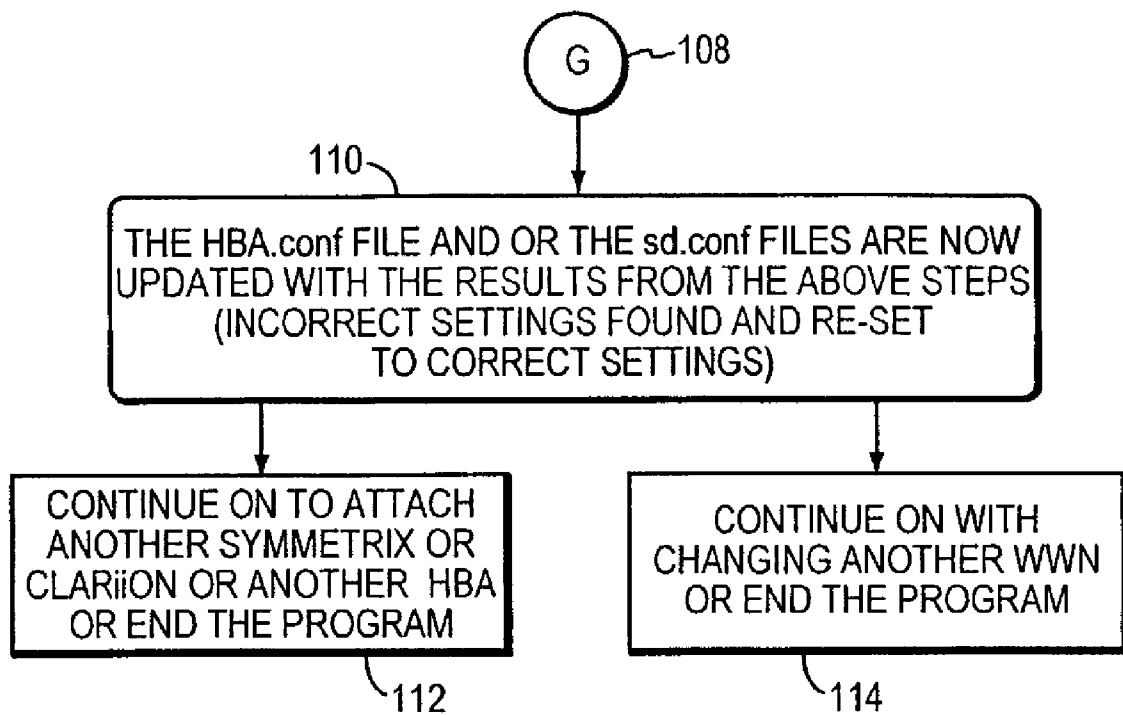 G
108
110
THE HBA.conf FILE AND OR THE sd.conf FILES ARE NOW
UPDATED WITH THE RESULTS FROM THE ABOVE STEPS
(INCORRECT SETTINGS FOUND AND RE-SET
TO CORRECT SETTINGS)
CONTINUE ON TO ATTACH
ANOTHER SYMMETRIX OR
CLARiiON OR ANOTHER HBA
OR END THE PROGRAM
112
CONTINUE ON WITH
CHANGING ANOTHER WWN
OR END THE PROGRAM
114